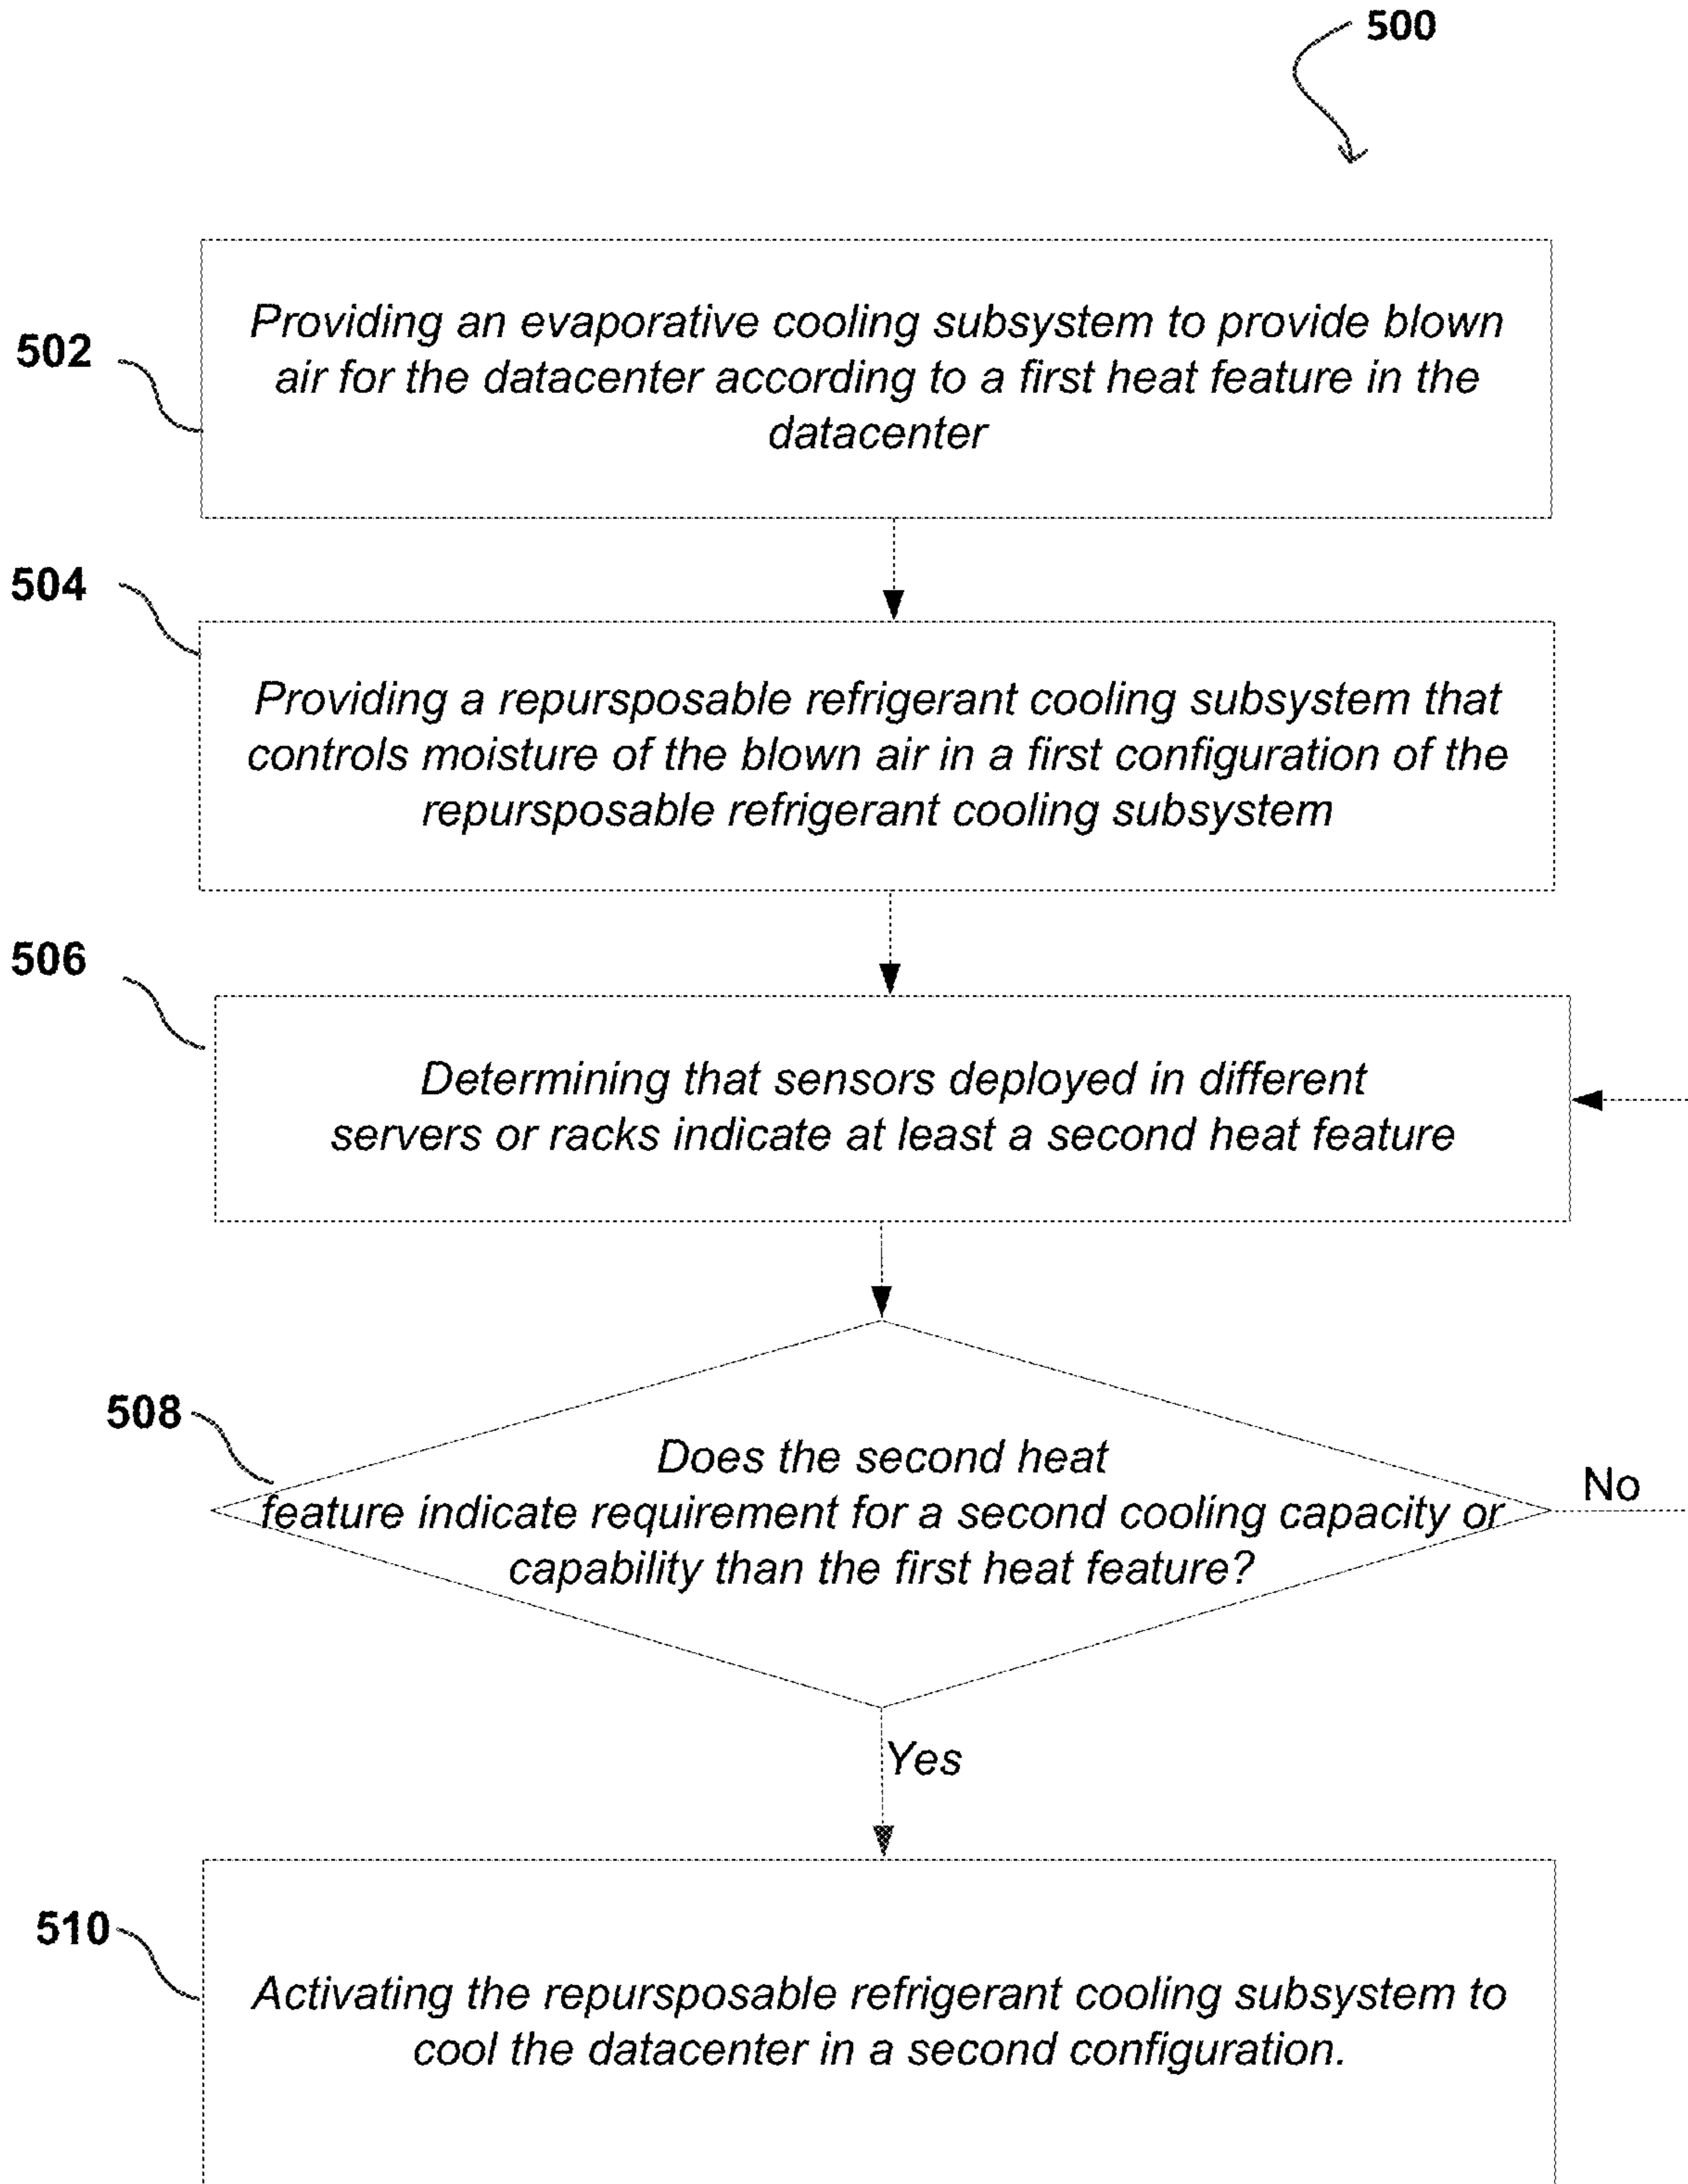 500
502
Providing an evaporative cooling subsystem to provide blown
air for the datacenter according to a first heat feature in the
datacenter
504
Providing a repursposable refrigerant cooling subsystem that
controls moisture of the blown air in a first configuration of the
repursposable refrigerant cooling subsystem
506
Determining that sensors deployed in different
servers or racks indicate at least a second heat feature
508
Does the second heat
feature indicate requirement for a second cooling capacity or
capability than the first heat feature?
No
Yes
510
Activating the repursposable refrigerant cooling subsystem to
cool the datacenter in a second configuration.